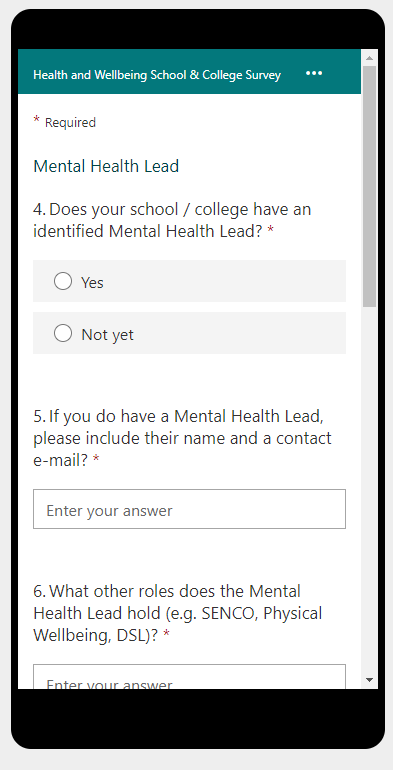 Health and Wellbeing School & College Survey ...
* Required
Mental Health Lead
4. Does your school / college have an
identified Mental Health Lead? *
Yes
Not yet
5. If you do have a Mental Health Lead,
please include their name and a contact
e-mail? *
Enter your answer
6. What other roles does the Mental
Health Lead hold (e.g. SENCO, Physical
Wellbeing, DSL)? *
Enter your answer